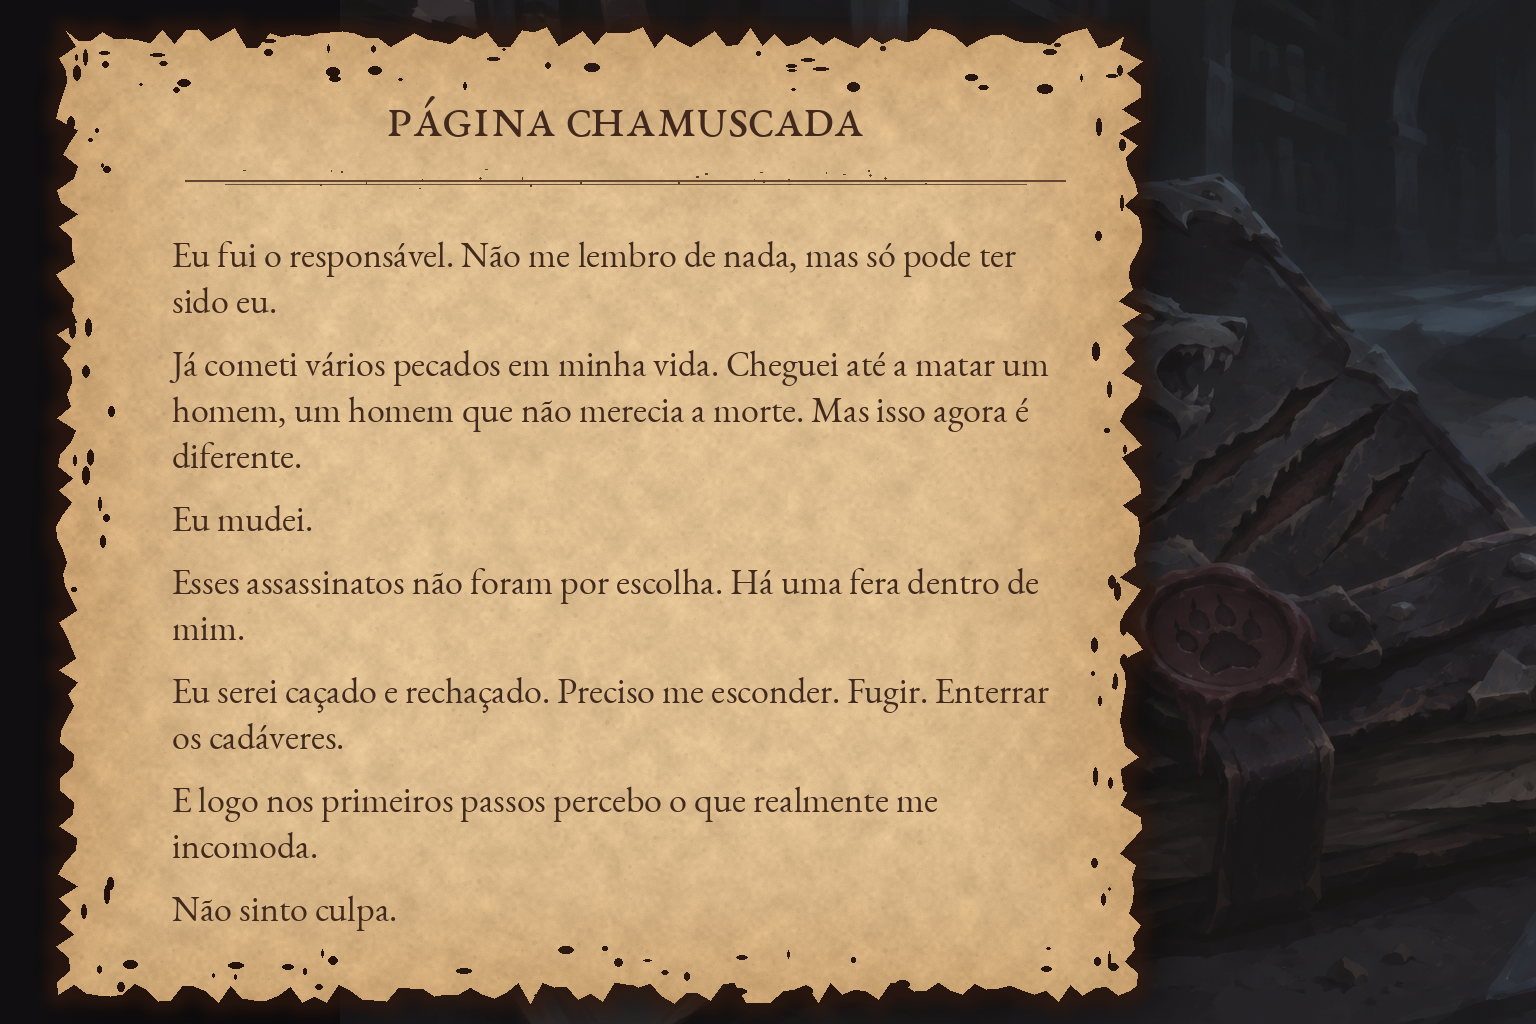 PÁGINA CHAMUSCADA
Eu fui o responsável. Não me lembro de nada, mas só pode ter
sido eu.
Já cometi vários pecados em minha vida. Cheguei até a matar um
homem, um homem que não merecia a morte. Mas isso agora é
diferente.
Eu mudei.
Esses assassinatos não foram por escolha. Há uma fera dentro de
mim.
Eu serei caçado e rechaçado. Preciso me esconder. Fugir. Enterrar
os cadáveres.
E logo nos primeiros passos percebo o que realmente me
incomoda.
Não sinto culpa.